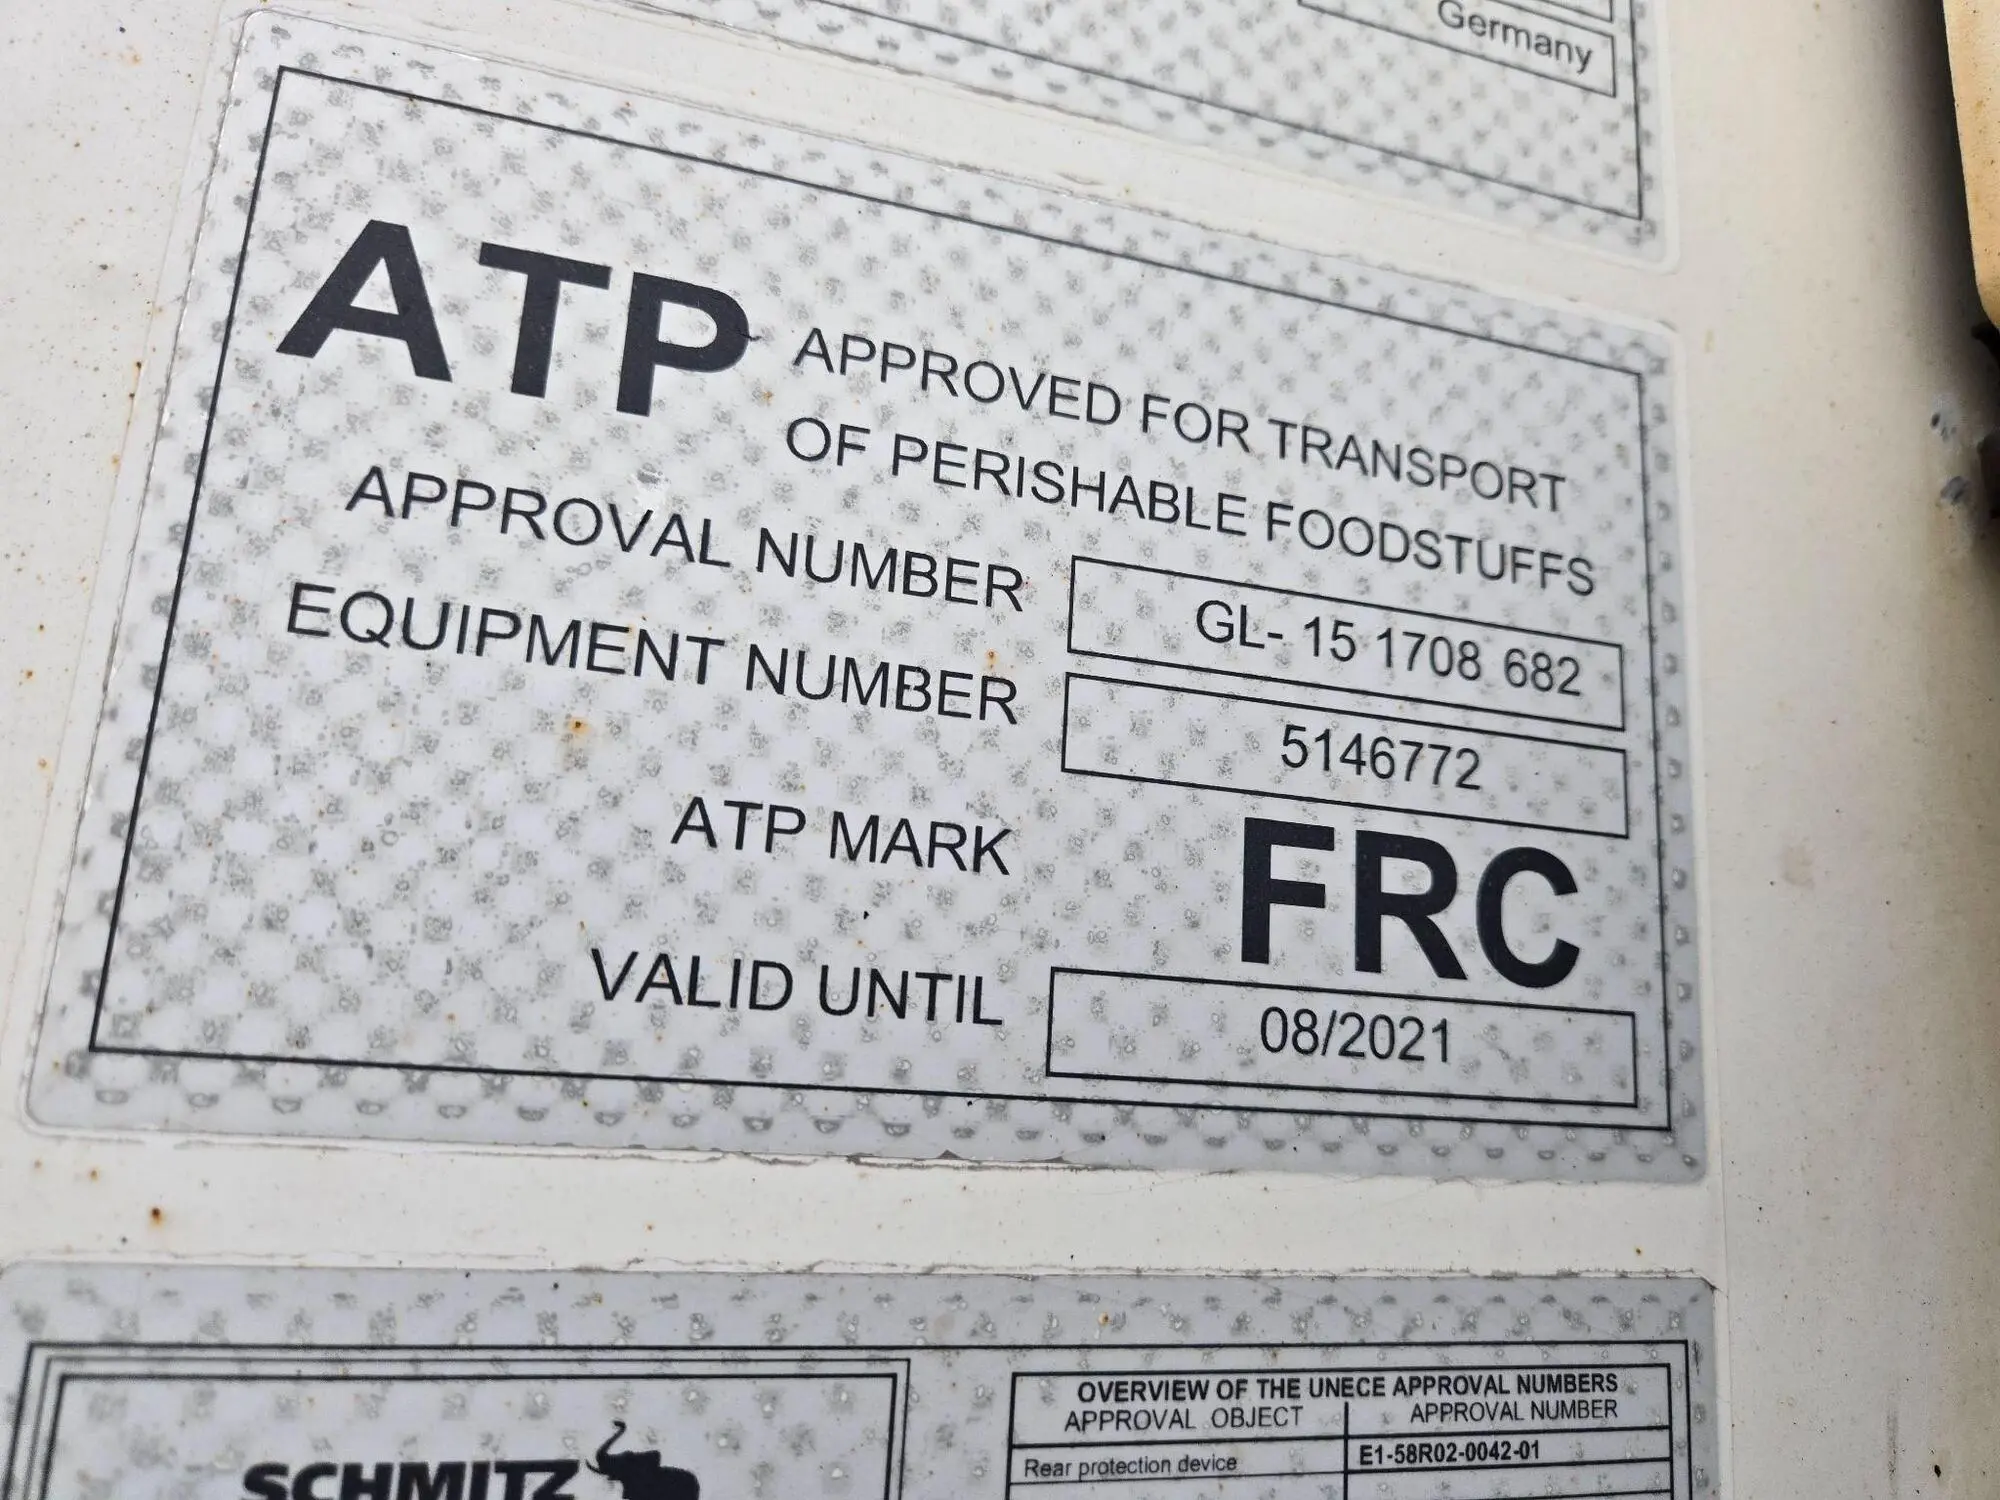 Germany
ATP APPROVED FOR TRANSPORT
OF PERISHABLE FOODSTUFFS
APPROVAL NUMBER GL- 15 1708 682
EQUIPMENT NUMBER 5146772
ATP MARK FRC
VALID UNTIL 08/2021
SCHMITZ
OVERVIEW OF THE UNECE APPROVAL NUMBERS
APPROVAL OBJECT APPROVAL NUMBER
Rear protection device E1-58R02-0042-01